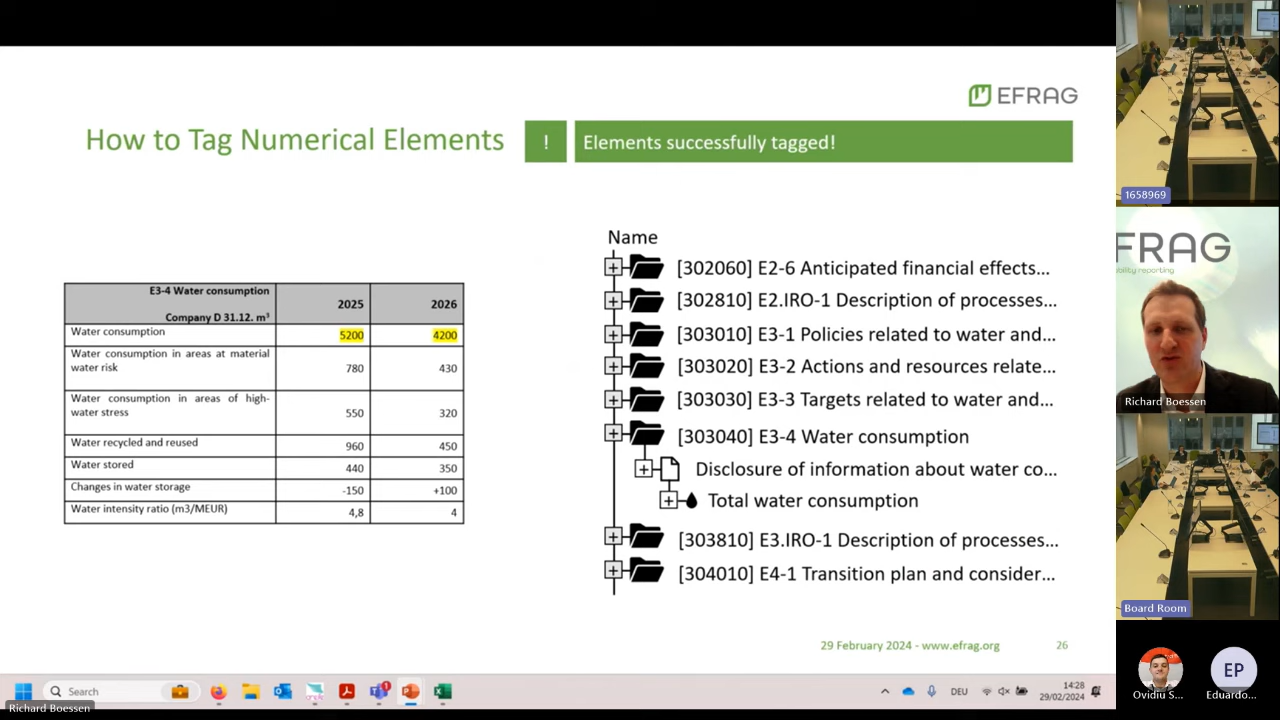 EFRAG
How to Tag Numerical Elements
!
Elements successfully tagged!
E3-4 Water consumption
Company D 31.12. m³
2025
2026
Water consumption
5200
4200
Water consumption in areas at material
water risk
780
430
Water consumption in areas of high-
water stress
550
320
Water recycled and reused
960
450
Water stored
440
350
Changes in water storage
-150
+100
Water intensity ratio (m3/MEUR)
4,8
4
Name
[302060] E2-6 Anticipated financial effects...
[302810] E2.IRO-1 Description of processes...
[303010] E3-1 Policies related to water and...
[303020] E3-2 Actions and resources relate...
[303030] E3-3 Targets related to water and...
[303040] E3-4 Water consumption
Disclosure of information about water co...
Total water consumption
[303810] E3.IRO-1 Description of processes...
[304010] E4-1 Transition plan and consider...
29 February 2024 - www.efrag.org
26
Search
DEU
14:28
29/02/2024
Richard Boessen
1658969
FRAG
bility reporting
Richard Boessen
Board Room
EP
Ovidiu S...
Eduardo...